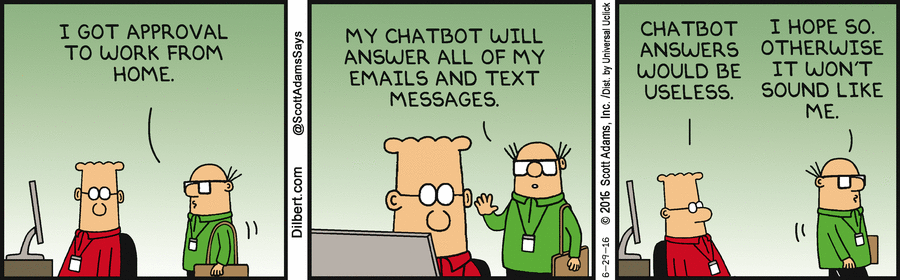 I GOT APPROVAL
TO WORK FROM
HOME.
Dilbert.com
@ScottAdamsSays
MY CHATBOT WILL
ANSWER ALL OF MY
EMAILS AND TEXT
MESSAGES.
6-29-16 © 2016 Scott Adams, Inc. /Dist. by Universal Uclick
CHATBOT
ANSWERS
WOULD BE
USELESS.
I HOPE SO.
OTHERWISE
IT WON'T
SOUND LIKE
ME.